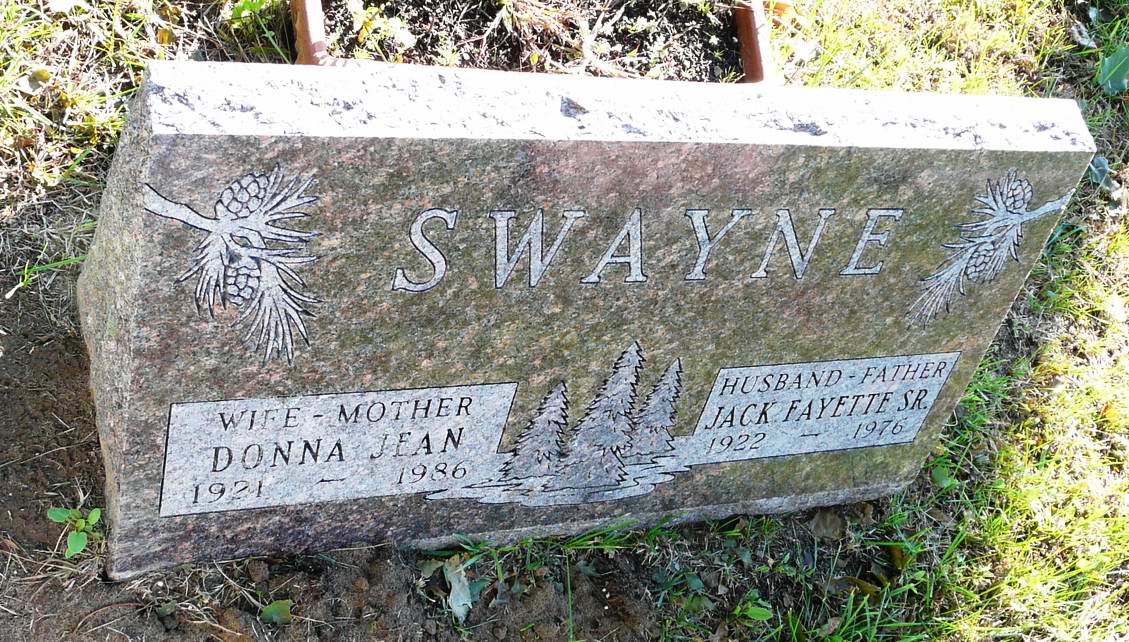 SWAYNE
WIFE - MOTHER
DONNA JEAN
1921 - 1986
HUSBAND - FATHER
JACK FAYETTE SR.
1922 - 1976